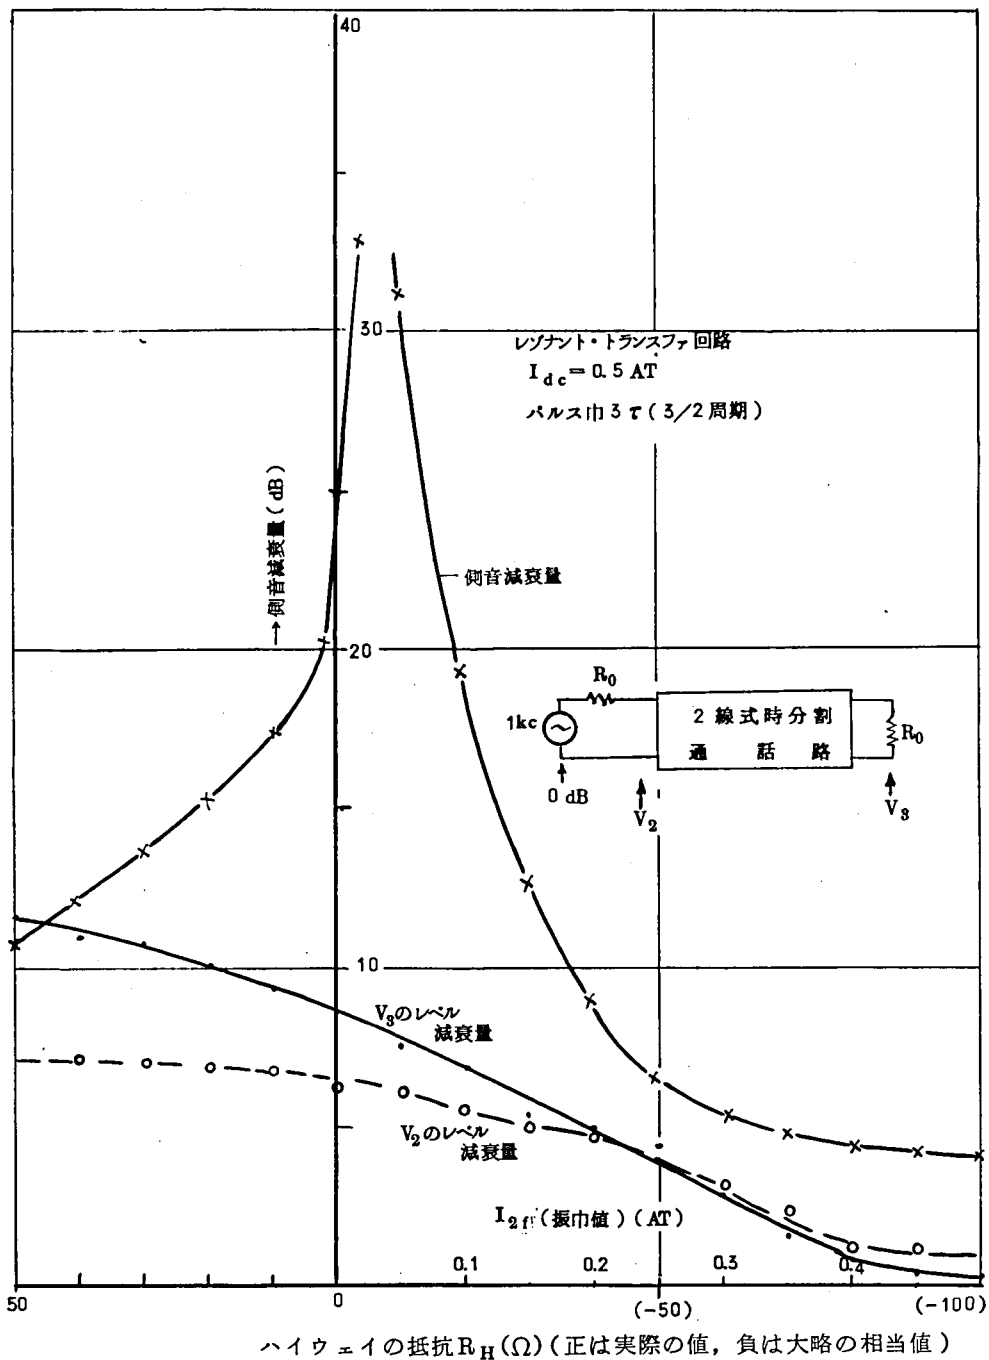 40
30
レゾナント・トランスファ回路
I dc = 0.5 AT
パルス巾 3 τ ( 3/2 周期 )
→側音減衰量 (dB)
側音減衰量
20
R0
1kc
2 線式時分割
通 話 路
R0
0 dB
V2
V3
10
V3のレベル
減衰量
V2のレベル
減衰量
I2f (振巾値) (AT)
0.1 0.2 0.3 0.4
50 0 (-50) (-100)
ハイウェイの抵抗 RH (Ω) ( 正は実際の値, 負は大略の相当値 )